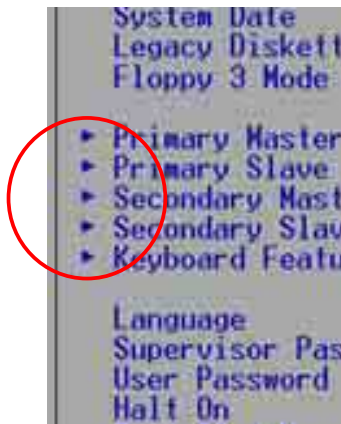 System Date
Legacy Diskett
Floppy 3 Mode
Primary Master
Primary Slave
Secondary Mast
Secondary Slav
Keyboard Featu
Language
Supervisor Pas
User Password
Halt On